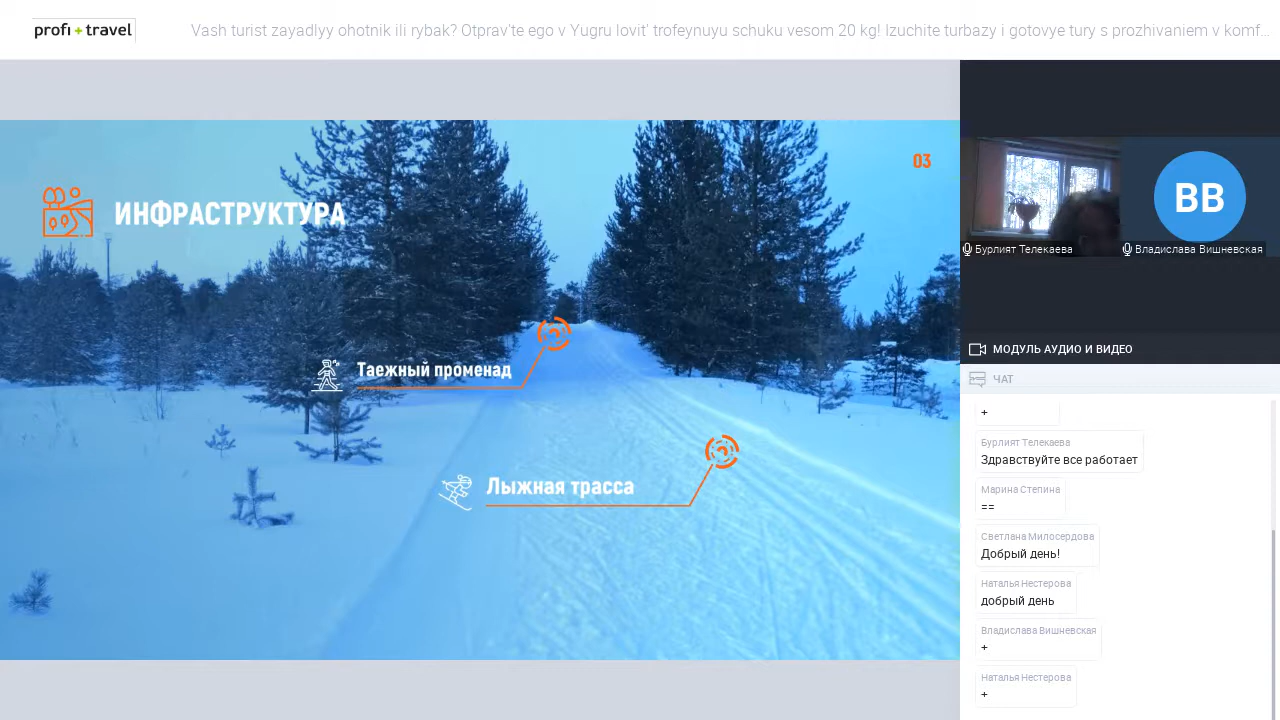 profi+travel
Vash turist zayadlyy ohotnik ili rybak? Otprav'te ego v Yugru lovit' trofeynuyu schuku vesom 20 kg! Izuchite turbazy i gotovye tury s prozhivaniem v komf...
03
ИНФРАСТРУКТУРА
Таежный променад
Лыжная трасса
ВВ
Бурлият Телекаева
Владислава Вишневская
МОДУЛЬ АУДИО И ВИДЕО
ЧАТ
+
Бурлият Телекаева
Здравствуйте все работает
Марина Степина
==
Светлана Милосердова
Добрый день!
Наталья Нестерова
добрый день
Владислава Вишневская
+
Наталья Нестерова
+